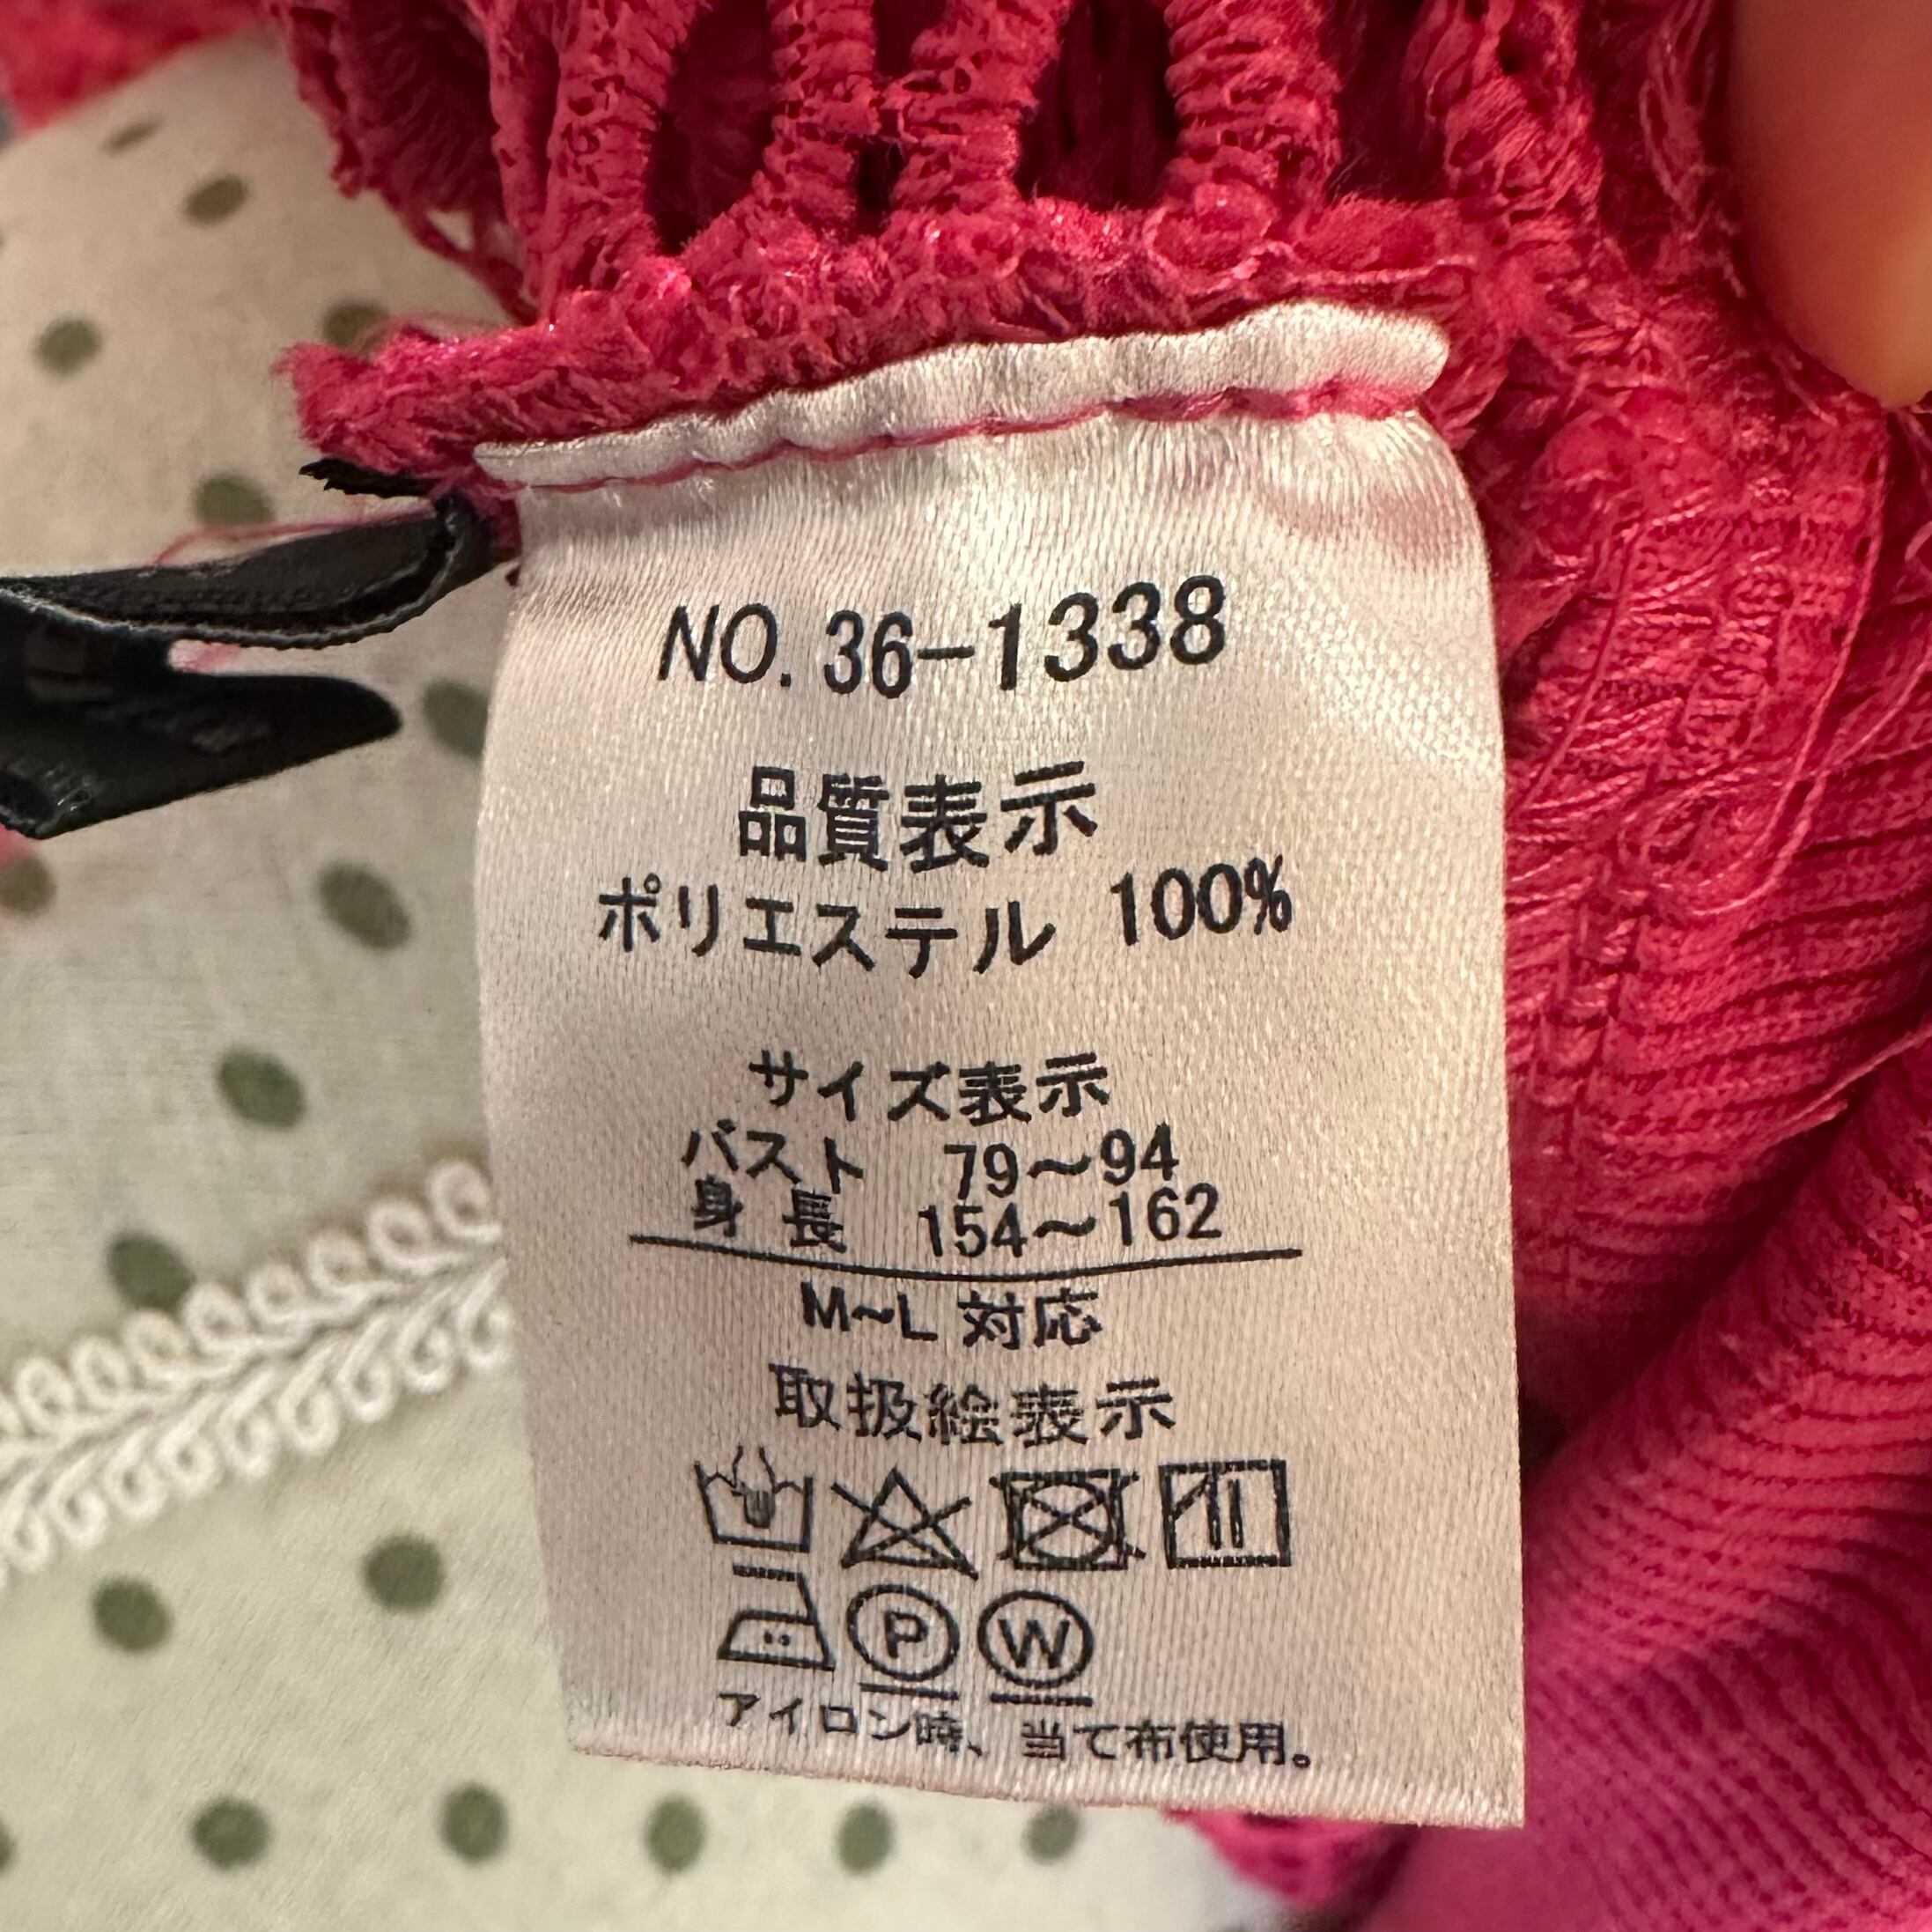 NO. 36-1338
品質表示
ポリエステル 100%
サイズ表示
バスト 79~94
身長 154~162
M~L 対応
取扱絵表示
P W
アイロン時、当て布使用。